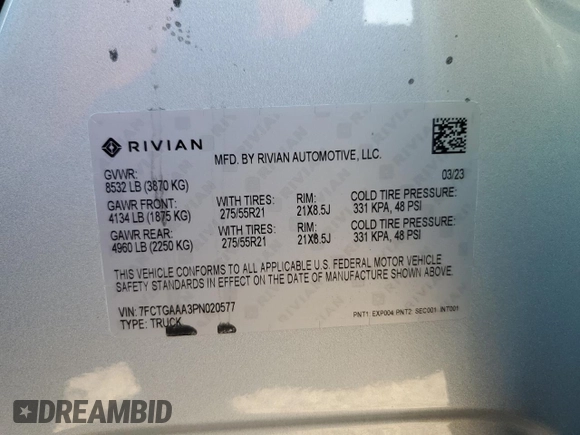 RIVIAN
MFD. BY RIVIAN AUTOMOTIVE, LLC.
GVWR:
8532 LB (3870 KG)
03/23
GAWR FRONT: WITH TIRES: RIM: COLD TIRE PRESSURE:
4134 LB (1875 KG) 275/55R21 21X8.5J 331 KPA, 48 PSI
GAWR REAR: WITH TIRES: RIM: COLD TIRE PRESSURE:
4960 LB (2250 KG) 275/55R21 21X8.5J 331 KPA, 48 PSI
THIS VEHICLE CONFORMS TO ALL APPLICABLE U.S. FEDERAL MOTOR VEHICLE
SAFETY STANDARDS IN EFFECT ON THE DATE OF MANUFACTURE SHOWN ABOVE.
VIN: 7FCTGAAA3PN020577
TYPE: TRUCK
PNT1: EXP004: PNT2: SEC001: INT001
DREAMBID